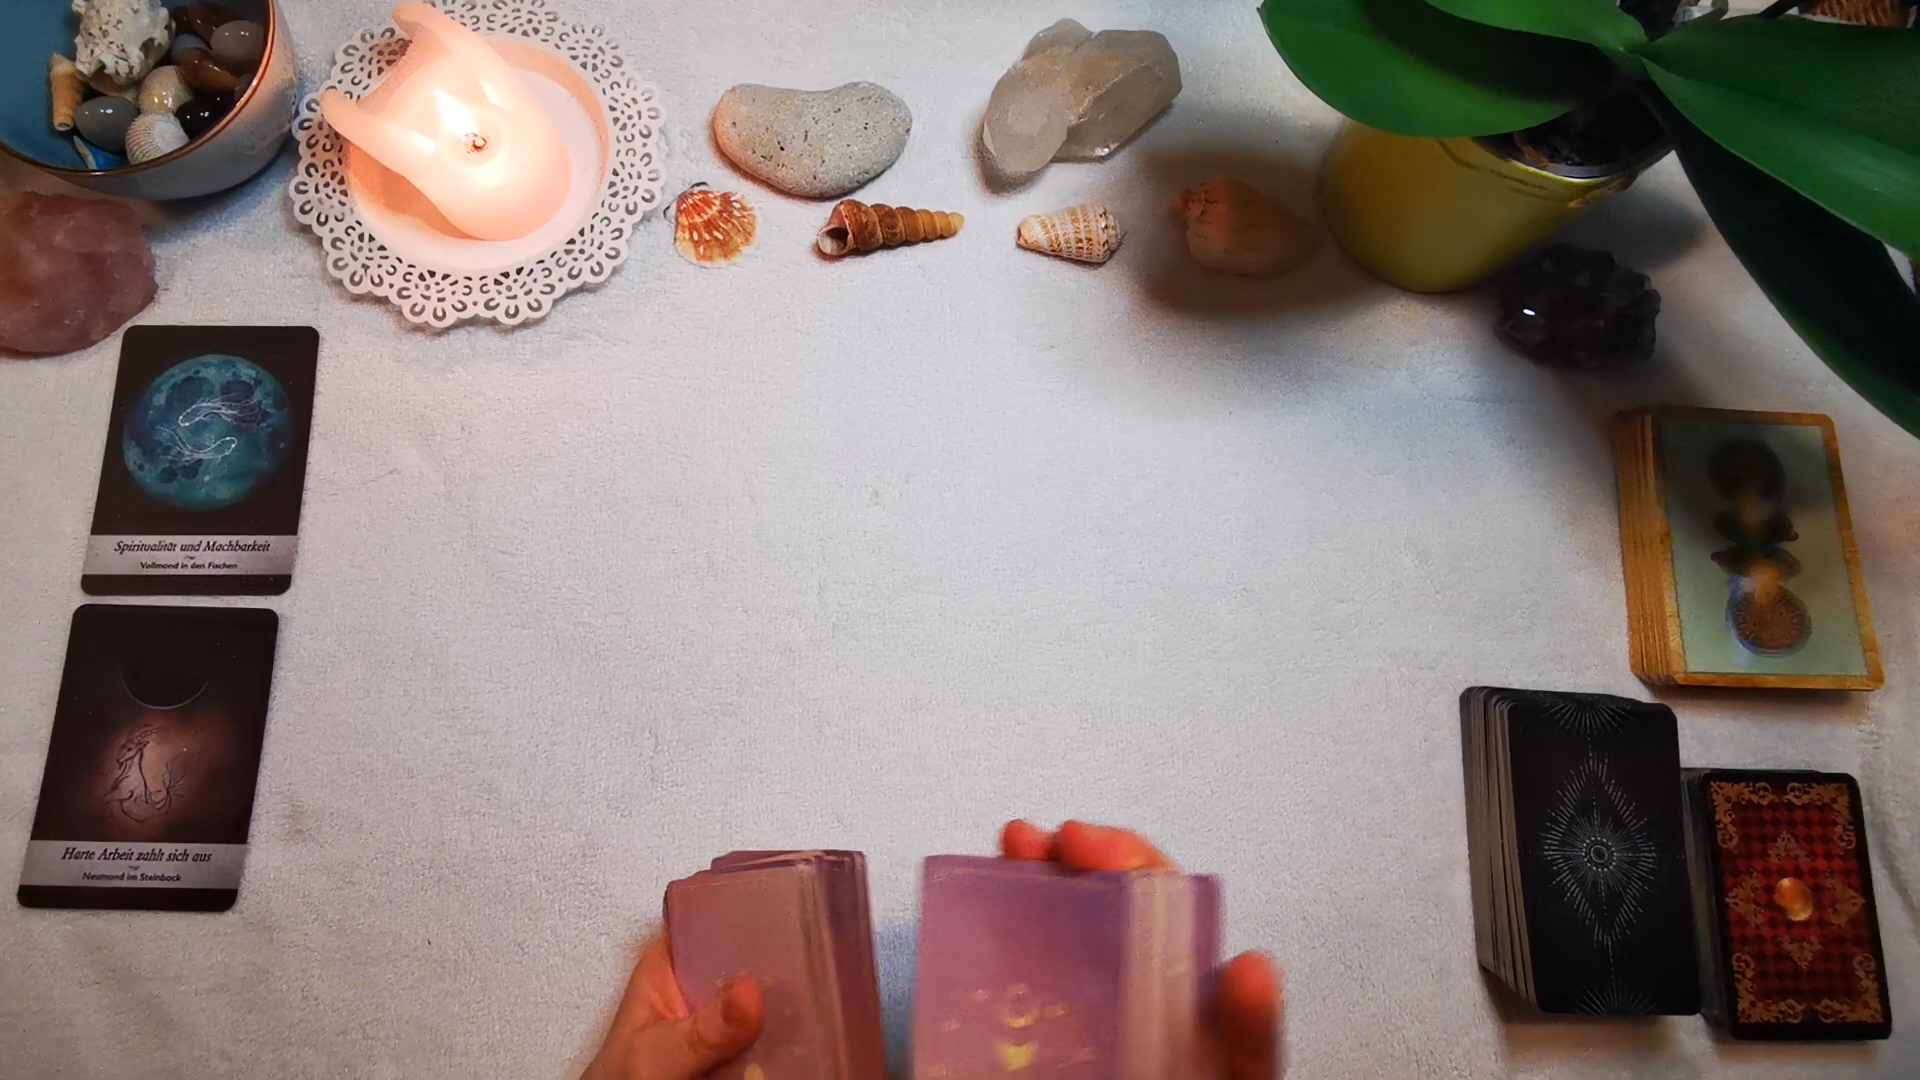 Spiritualität und Machbarkeit
Vollmond in den Fischen
Harte Arbeit zahlt sich aus
Neumond im Steinbock